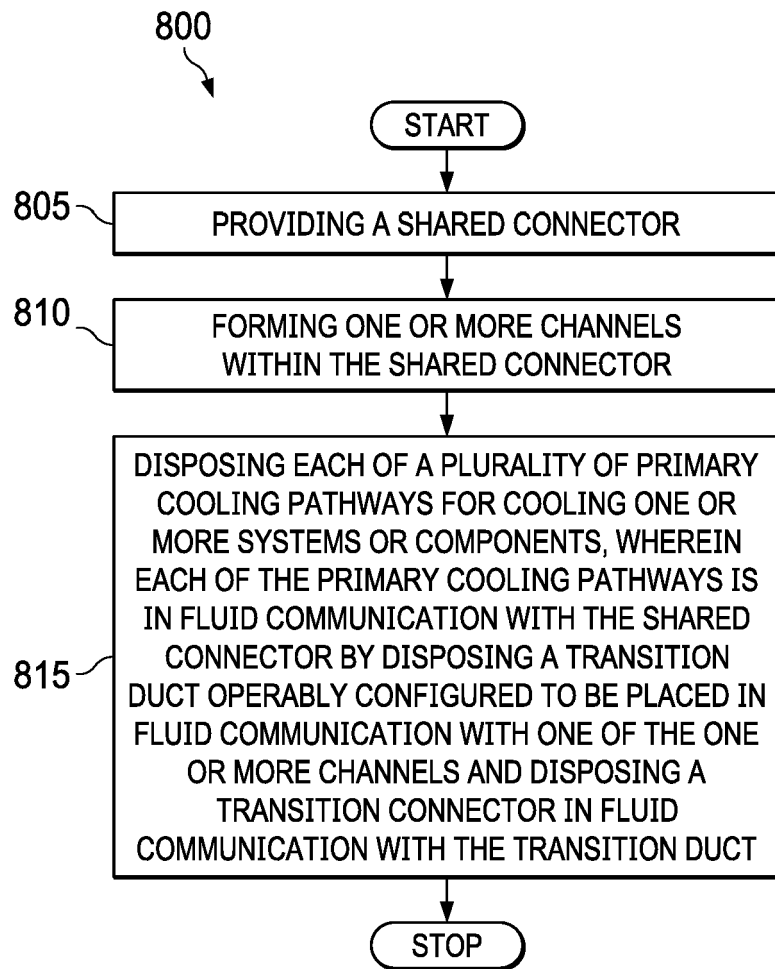 800
START
805
PROVIDING A SHARED CONNECTOR
810
FORMING ONE OR MORE CHANNELS
WITHIN THE SHARED CONNECTOR
DISPOSING EACH OF A PLURALITY OF PRIMARY
COOLING PATHWAYS FOR COOLING ONE OR
MORE SYSTEMS OR COMPONENTS, WHEREIN
EACH OF THE PRIMARY COOLING PATHWAYS IS
IN FLUID COMMUNICATION WITH THE SHARED
CONNECTOR BY DISPOSING A TRANSITION
815
DUCT OPERABLY CONFIGURED TO BE PLACED IN
FLUID COMMUNICATION WITH ONE OF THE ONE
OR MORE CHANNELS AND DISPOSING A
TRANSITION CONNECTOR IN FLUID
COMMUNICATION WITH THE TRANSITION DUCT
STOP